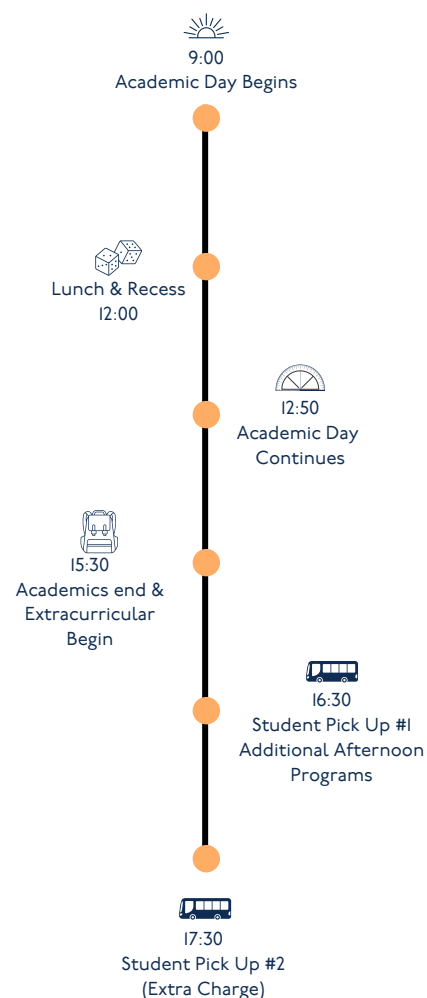 9:00
Academic Day Begins
Lunch & Recess
12:00
12:50
Academic Day
Continues
15:30
Academics end &
Extracurricular
Begin
16:30
Student Pick Up #1
Additional Afternoon
Programs
17:30
Student Pick Up #2
(Extra Charge)